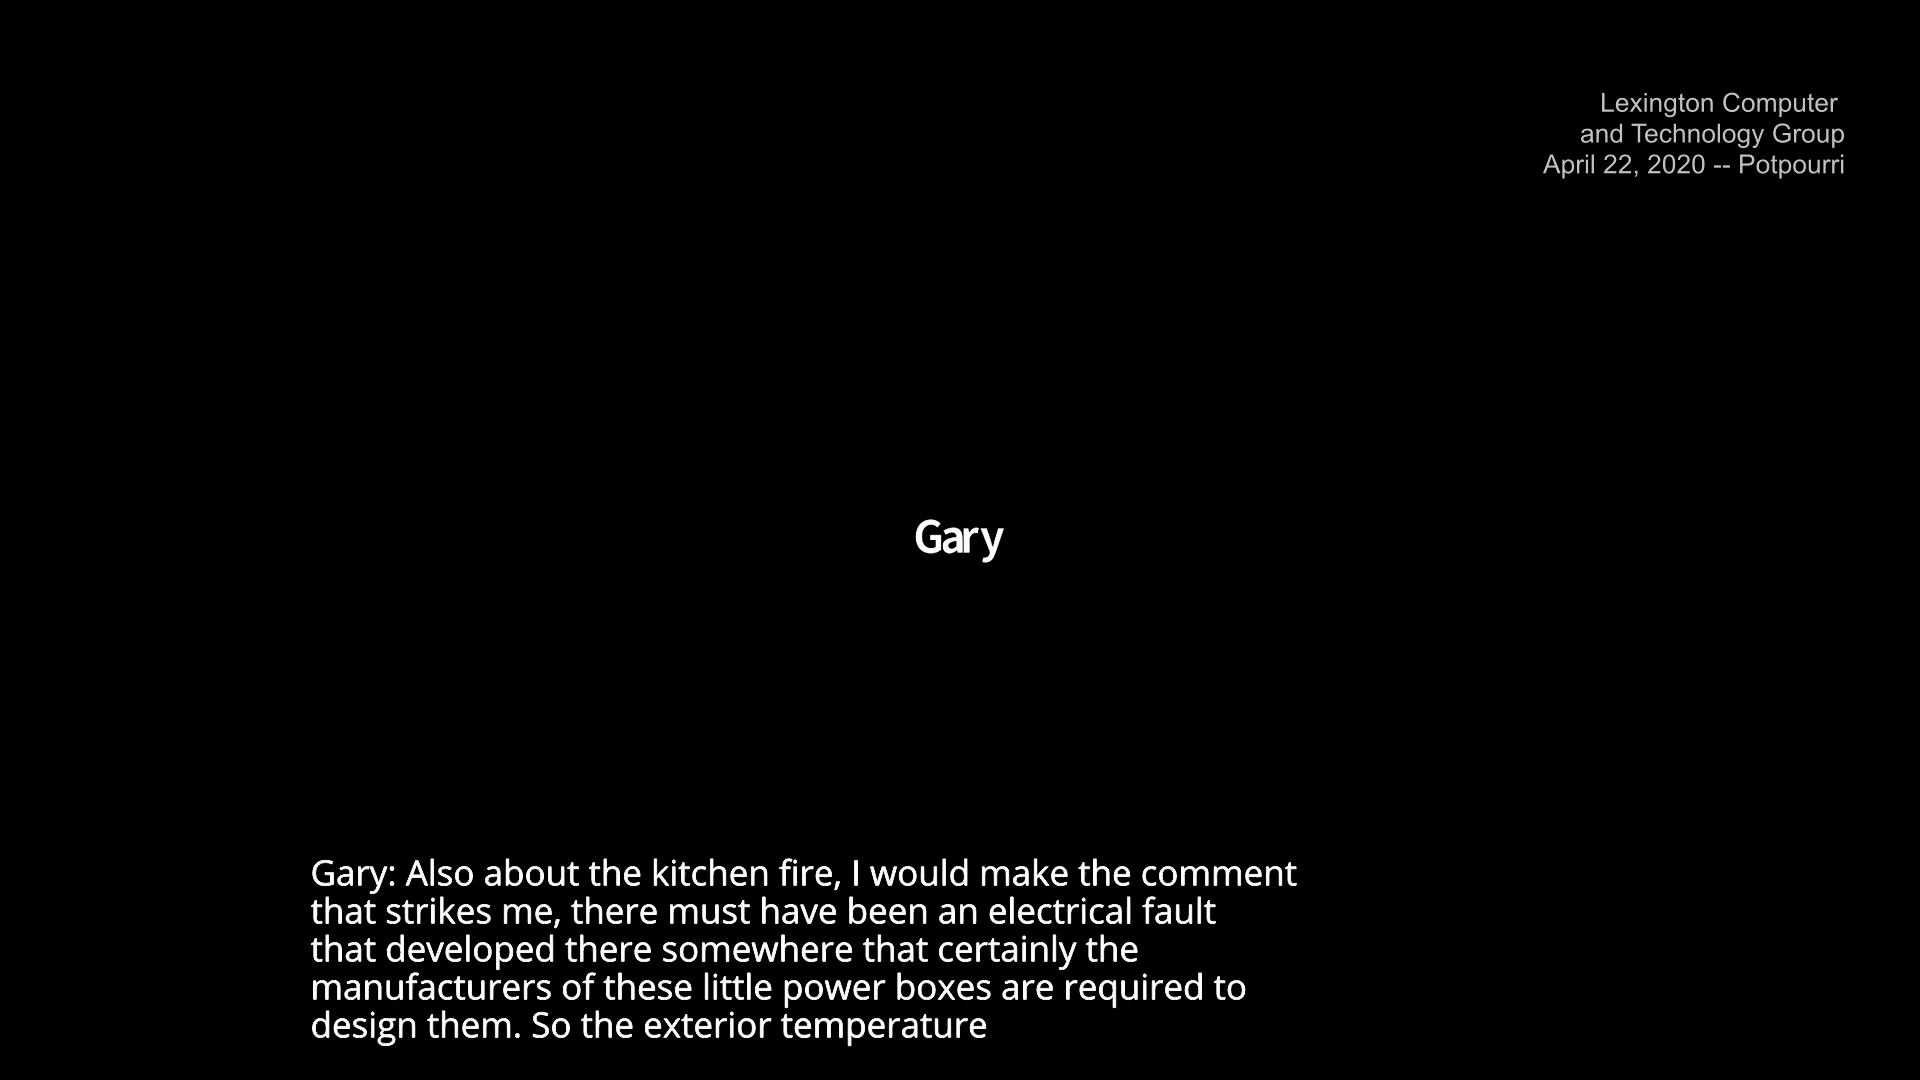 Lexington Computer
and Technology Group
April 22, 2020 -- Potpourri
Gary
Gary: Also about the kitchen fire, I would make the comment
that strikes me, there must have been an electrical fault
that developed there somewhere that certainly the
manufacturers of these little power boxes are required to
design them. So the exterior temperature